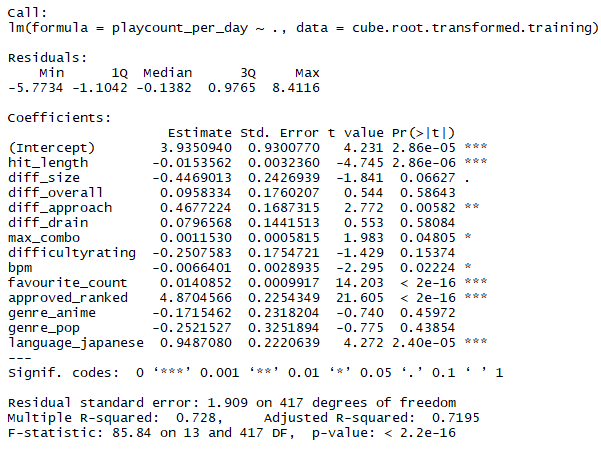 Call:
lm(formula = playcount_per_day ~ ., data = cube.root.transformed.training)
Residuals:
    Min      1Q  Median      3Q     Max
-5.7734 -1.1042 -0.1382  0.9765  8.4116
Coefficients:
                    Estimate Std. Error t value Pr(>|t|)
(Intercept)        3.9350940  0.9300770   4.231 2.86e-05 ***
hit_length        -0.0153562  0.0032360  -4.745 2.86e-06 ***
diff_size         -0.4469013  0.2426939  -1.841  0.06627 .
diff_overall       0.0958334  0.1760207   0.544  0.58643
diff_approach      0.4677224  0.1687315   2.772  0.00582 **
diff_drain         0.0796568  0.1441513   0.553  0.58084
max_combo          0.0011530  0.0005815   1.983  0.04805 *
difficultyrating  -0.2507583  0.1754721  -1.429  0.15374
bpm               -0.0066401  0.0028935  -2.295  0.02224 *
favourite_count    0.0140852  0.0009917  14.203  < 2e-16 ***
approved_ranked    4.8704566  0.2254349  21.605  < 2e-16 ***
genre_anime       -0.1715462  0.2318204  -0.740  0.45972
genre_pop         -0.2521527  0.3251894  -0.775  0.43854
language_japanese  0.9487080  0.2220639   4.272 2.40e-05 ***
---
Signif. codes:  0 ‘***’ 0.001 ‘**’ 0.01 ‘*’ 0.05 ‘.’ 0.1 ‘ ’ 1
Residual standard error: 1.909 on 417 degrees of freedom
Multiple R-squared:  0.728,     Adjusted R-squared:  0.7195
F-statistic: 85.84 on 13 and 417 DF,  p-value: < 2.2e-16